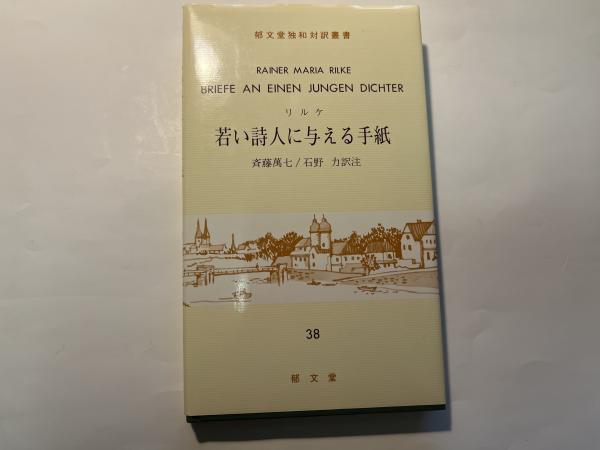 郁文堂独和対訳叢書
RAINER MARIA RILKE
BRIEFE AN EINEN JUNGEN DICHTER
リルケ
若い詩人に与える手紙
斉藤萬七/石野 力訳注
38
郁文堂